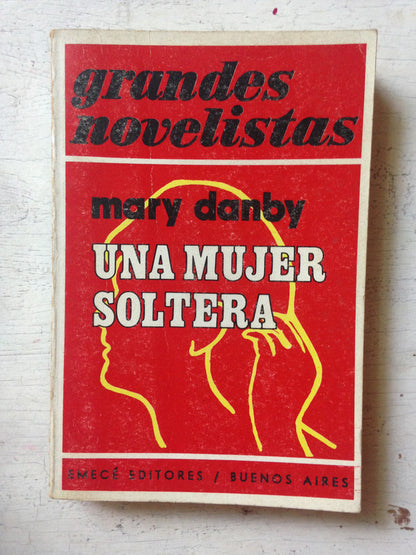 grandes
novelistas
mary danby
UNA MUJER
SOLTERA
EMECÉ EDITORES / BUENOS AIRES